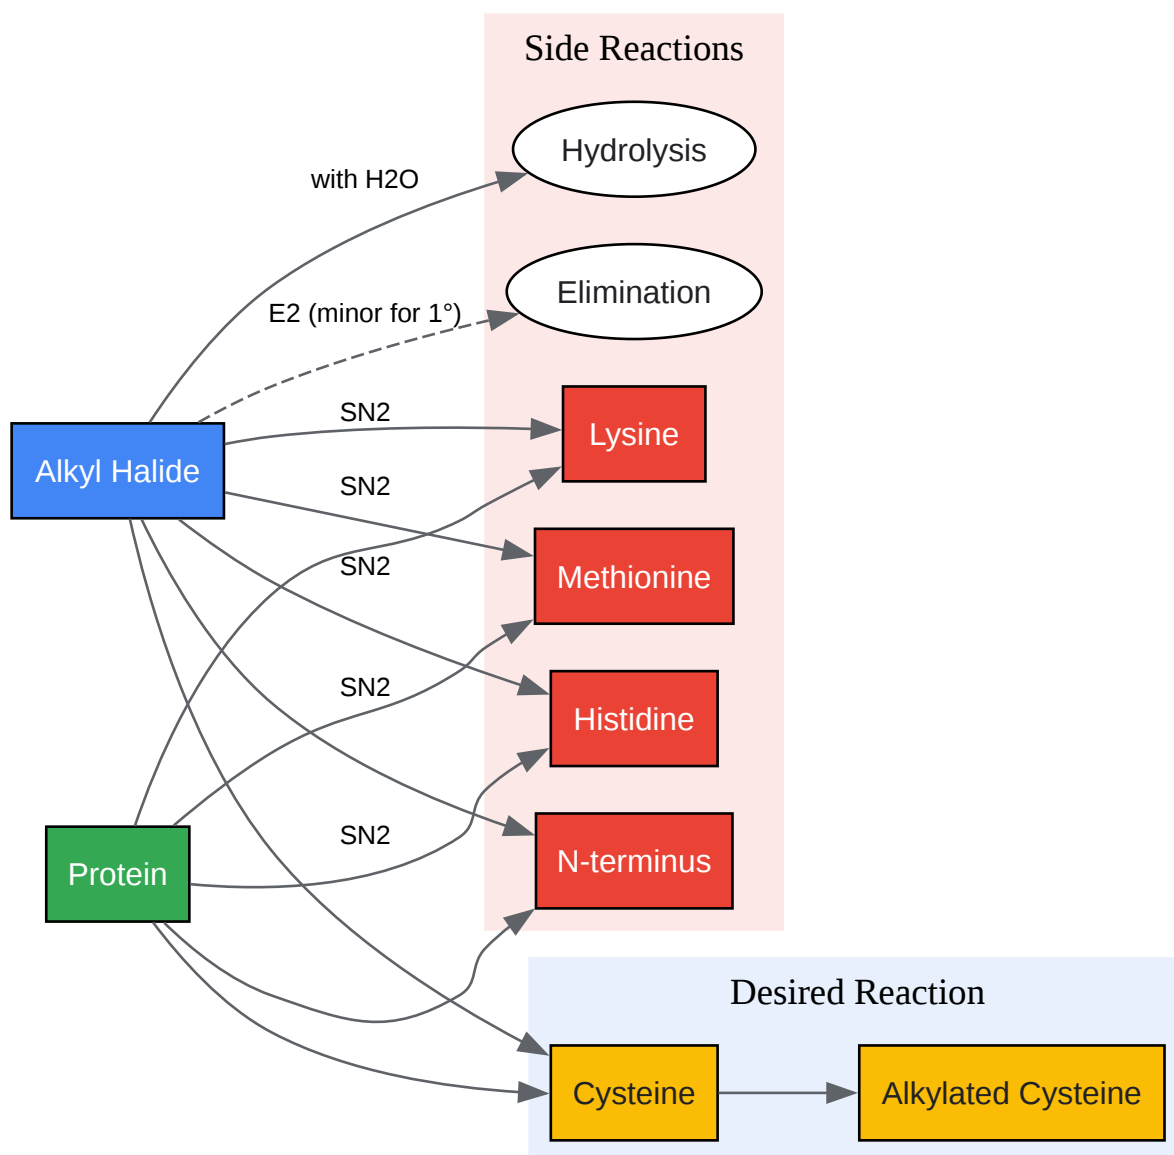 Side Reactions
Hydrolysis
with H2O
Elimination
E2 (minor for 1°)
SN2
Lysine
Alkyl Halide
SN2
SN2
Methionine
SN2
Histidine
SN2
N-terminus
Protein
Desired Reaction
Cysteine
Alkylated Cysteine